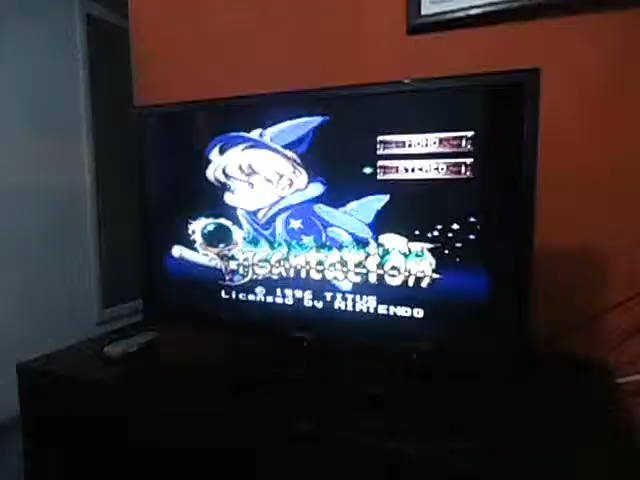 MONO
STEREO
Incantation
© 1996 TITUS
Licensed by NINTENDO